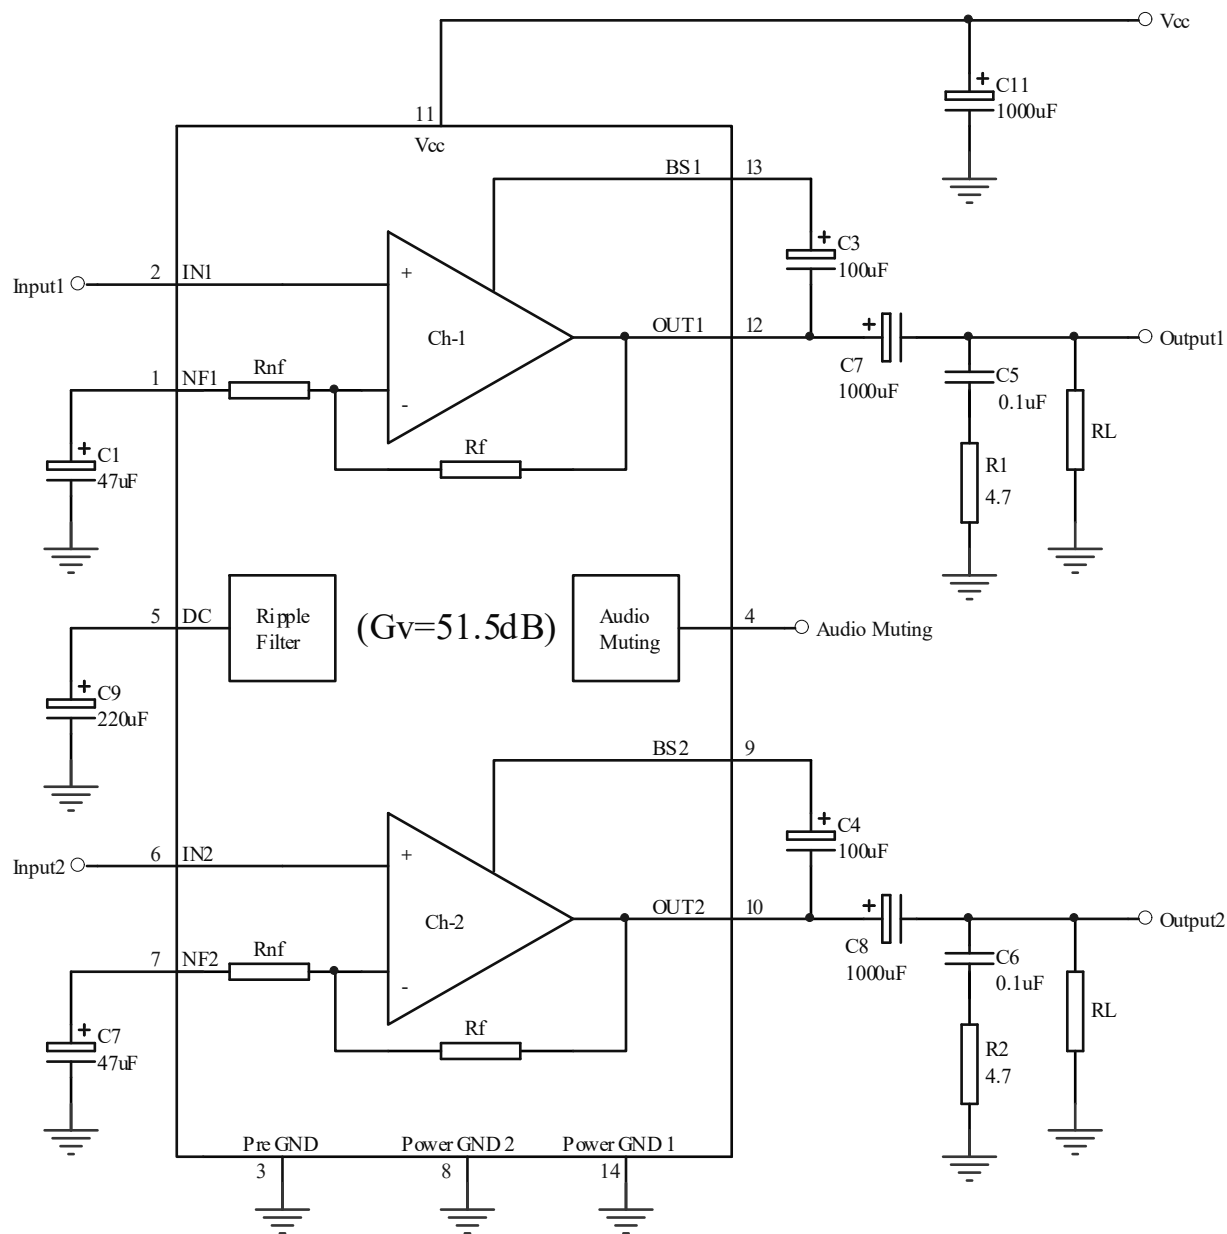 Vcc
C11
1000uF
11
Vcc
BS1
13
C3
100uF
Input1
2
IN1
+
Ch-1
-
OUT1
12
C7
1000uF
Output1
C5
0.1uF
R1
4.7
RL
1
NF1
Rnf
Rf
C1
47uF
5
DC
Ripple
Filter
(Gv=51.5dB)
Audio
Muting
4
Audio Muting
C9
220uF
BS2
9
C4
100uF
Input2
6
IN2
+
Ch-2
-
OUT2
10
C8
1000uF
Output2
C6
0.1uF
R2
4.7
RL
7
NF2
Rnf
Rf
C7
47uF
Pre GND
Power GND 2
Power GND 1
3
8
14